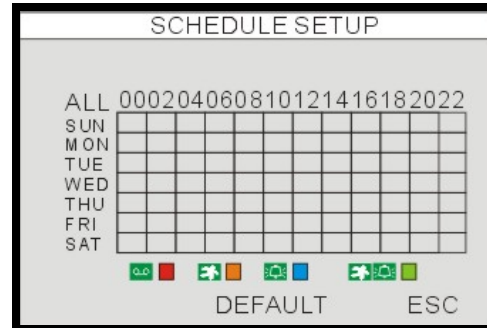 SCHEDULE SETUP
ALL 000204060810121416182022
SUN
MON
TUE
WED
THU
FRI
SAT
DEFAULT ESC